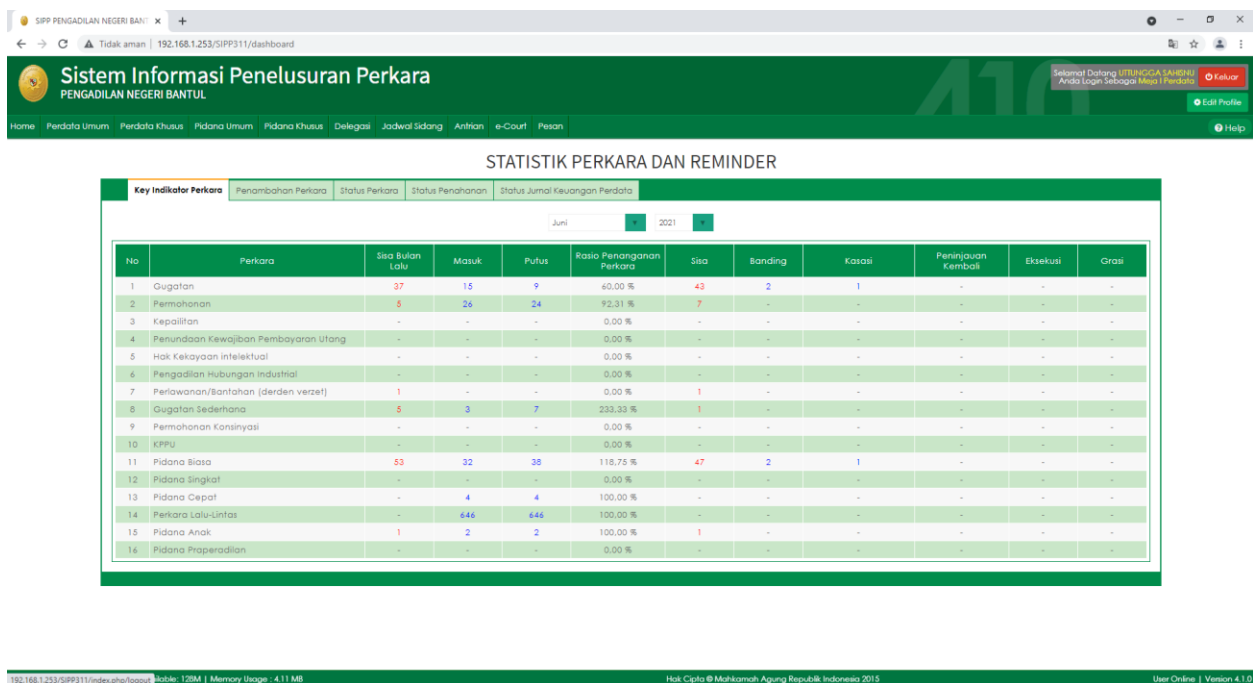 SIPP PENGADILAN NEGERI BANT
Tidak aman | 192.168.1.253/SIPP311/dashboard
Sistem Informasi Penelusuran Perkara
PENGADILAN NEGERI BANTUL
410
Selamat Datang UTTUNGGA SAHISNU
Anda Login Sebagai Meja I Perdata
Keluar
Edit Profile
Home Perdata Umum Perdata Khusus Pidana Umum Pidana Khusus Delegasi Jadwal Sidang Antrian e-Court Pesan Help
STATISTIK PERKARA DAN REMINDER
Key Indikator Perkara Penambahan Perkara Status Perkara Status Penahanan Status Jurnal Keuangan Perdata
Juni 2021
No Perkara Sisa Bulan Lalu Masuk Putus Rasio Penanganan Perkara Sisa Banding Kasasi Peninjauan Kembali Eksekusi Grasi
1 Gugatan 37 15 9 60.00 % 43 2 1 - - -
2 Permohonan 5 26 24 92.31 % 7 - - - - -
3 Kepailitan - - - 0.00 % - - - - - -
4 Penundaan Kewajiban Pembayaran Utang - - - 0.00 % - - - - - -
5 Hak Kekayaan intelektual - - - 0.00 % - - - - - -
6 Pengadilan Hubungan Industrial - - - 0.00 % - - - - - -
7 Perlawanan/Bantahan (derden verzet) 1 - - 0.00 % 1 - - - - -
8 Gugatan Sederhana 5 3 7 233.33 % 1 - - - - -
9 Permohonan Konsinyasi - - - 0.00 % - - - - - -
10 KPPU - - - 0.00 % - - - - - -
11 Pidana Biasa 53 32 38 118.75 % 47 2 1 - - -
12 Pidana Singkat - - - 0.00 % - - - - - -
13 Pidana Cepat - 4 4 100.00 % - - - - - -
14 Perkara Lalu-Lintas - 646 646 100.00 % - - - - - -
15 Pidana Anak 1 2 2 100.00 % 1 - - - - -
16 Pidana Praperadilan - - - 0.00 % - - - - - -
192.168.1.253/SIPP311/index.php/logout ilable: 128M | Memory Usage : 4.11 MB
Hak Cipta @ Mahkamah Agung Republik Indonesia 2015
User Online | Version 4.1.0